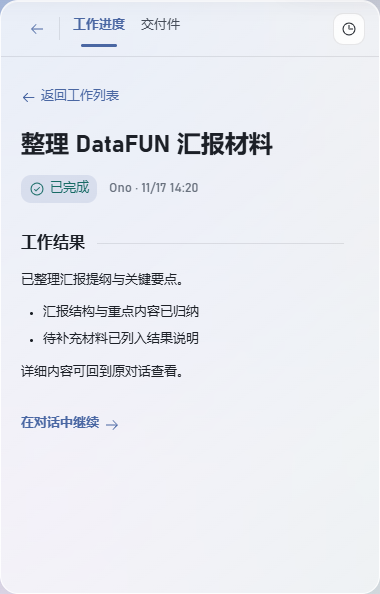 工作进度 交付件
返回工作列表
整理 DataFUN 汇报材料
已完成 Ono · 11/17 14:20
工作结果
已整理汇报提纲与关键要点。
• 汇报结构与重点内容已归纳
• 待补充材料已列入结果说明
详细内容可回到原对话查看。
在对话中继续